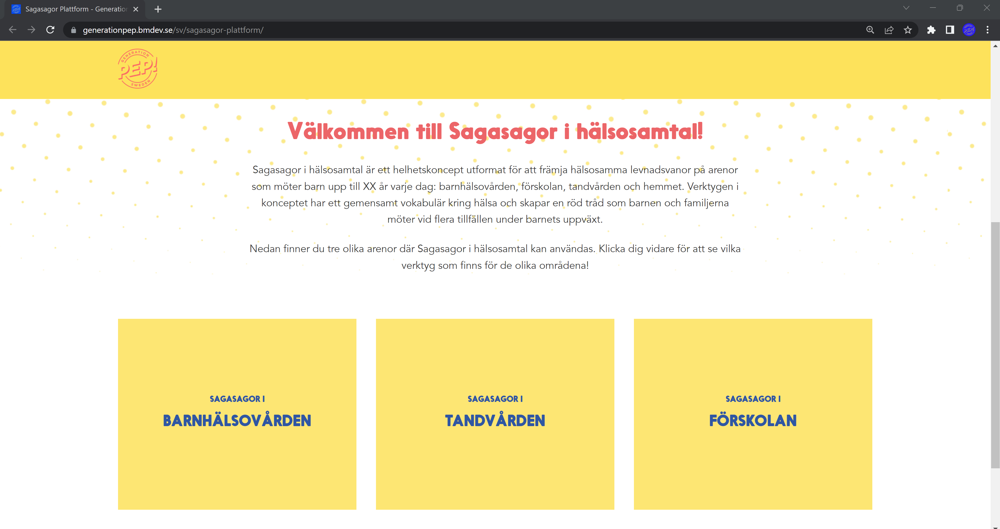 Sagasagor Plattform - Generation
generationpep.bmdev.se/sv/sagasagor-plattform/
GENERATION
PEP!
SWEDEN
Välkommen till Sagasagor i hälsosamtal!
Sagasagor i hälsosamtal är ett helhetskoncept utformat för att främja hälsosamma levnadsvanor på arenor
som möter barn upp till XX år varje dag: barnhälsovården, förskolan, tandvården och hemmet. Verktygen i
konceptet har ett gemensamt vokabulär kring hälsa och skapar en röd tråd som barnen och familjerna
möter vid flera tillfällen under barnets uppväxt.
Nedan finner du tre olika arenor där Sagasagor i hälsosamtal kan användas. Klicka dig vidare för att se vilka
verktyg som finns för de olika områdena!
SAGASAGOR I
BARNHÄLSOVÅRDEN
SAGASAGOR I
TANDVÅRDEN
SAGASAGOR I
FÖRSKOLAN